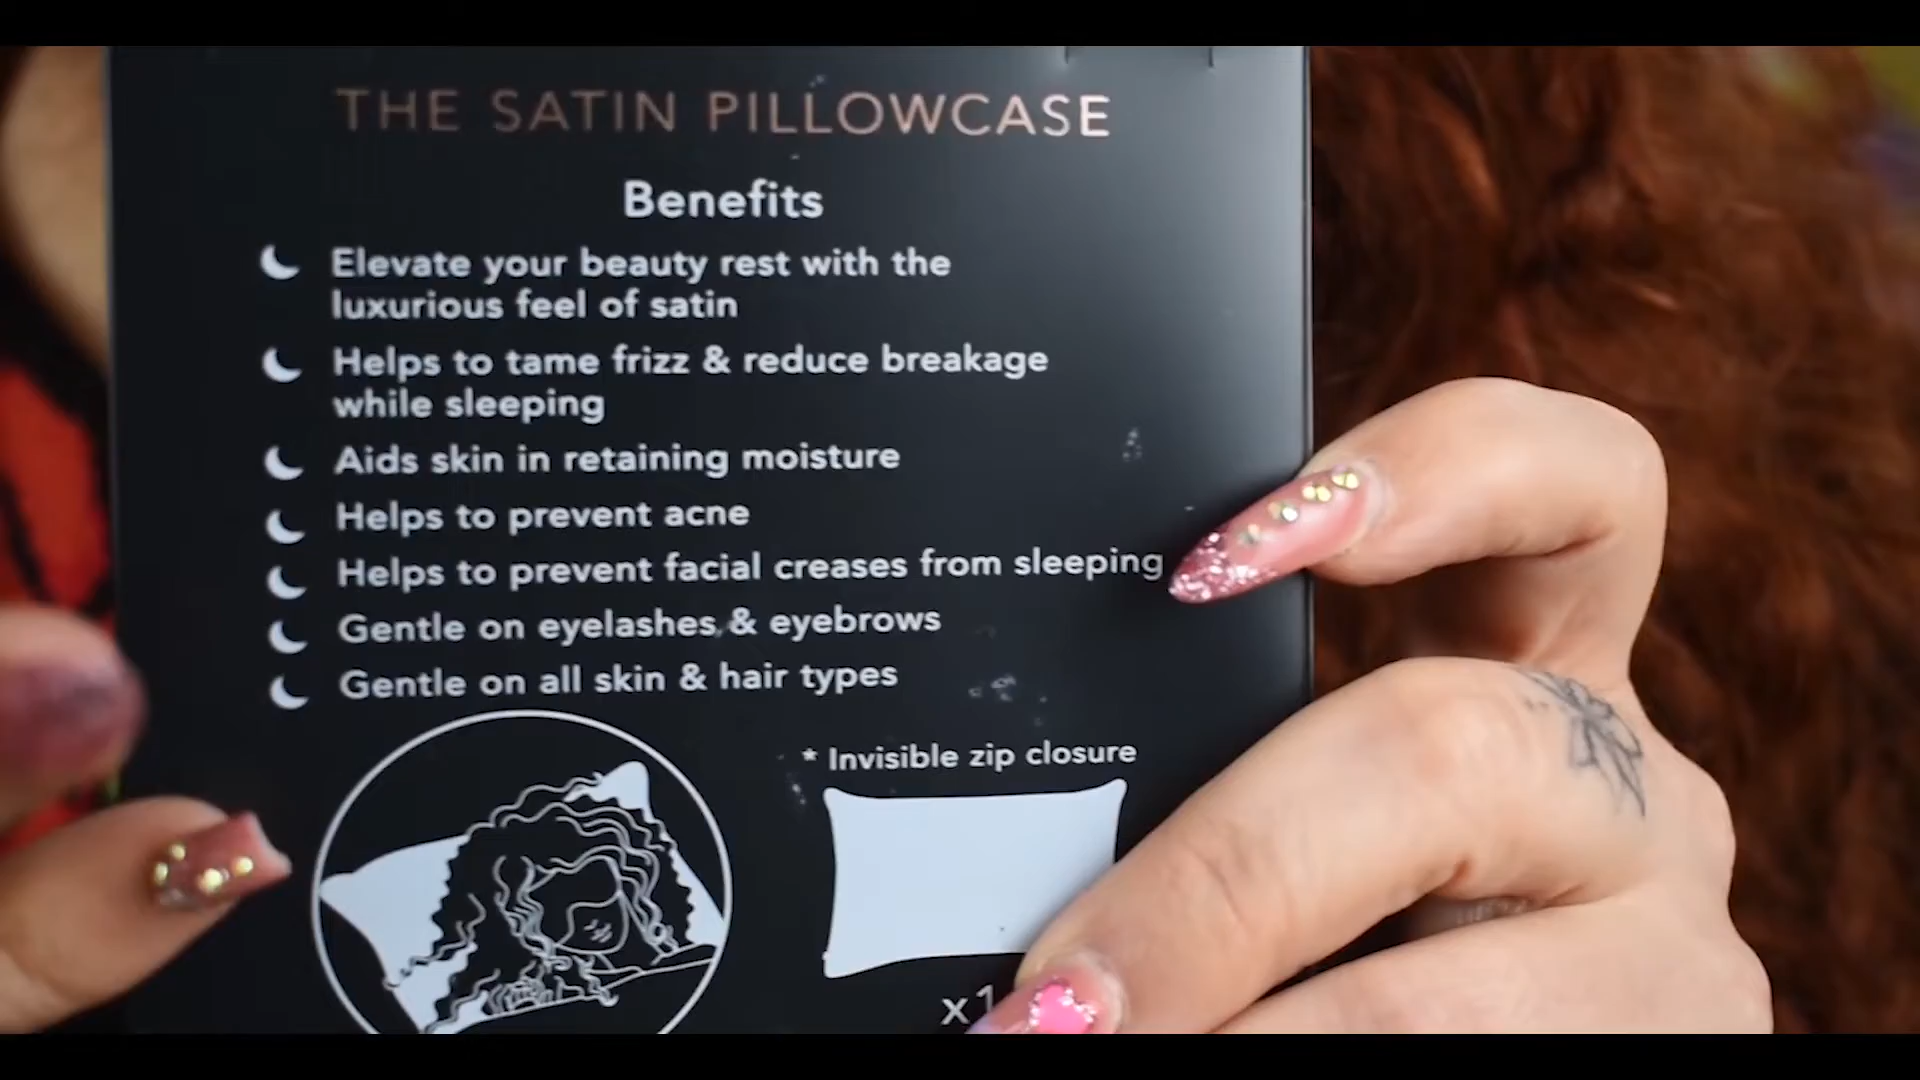 THE SATIN PILLOWCASE
Benefits
Elevate your beauty rest with the
luxurious feel of satin
Helps to tame frizz & reduce breakage
while sleeping
Aids skin in retaining moisture
Helps to prevent acne
Helps to prevent facial creases from sleeping
Gentle on eyelashes & eyebrows
Gentle on all skin & hair types
* Invisible zip closure
x1